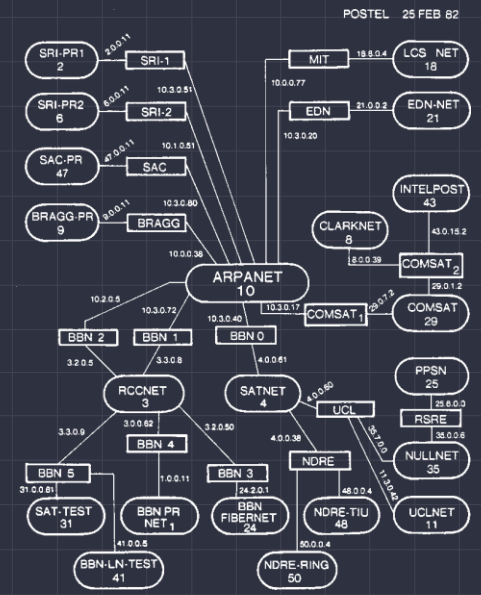 POSTEL 25 FEB 82
SRI-PR1
2
2.0.0.11
SRI-1
10.3.0.51
MIT
10.0.0.77
18.8.0.4
LCS NET
18
SRI-PR2
6
6.0.0.11
SRI-2
10.1.0.51
EDN
10.3.0.20
21.0.0.2
EDN-NET
21
SAC-PR
47
47.0.0.11
SAC
10.3.0.80
BRAGG-PR
9
9.0.0.11
BRAGG
10.0.0.38
INTELPOST
43
43.0.15.2
CLARKNET
8
8.0.0.39
COMSAT 2
29.0.1.2
ARPANET
10
10.3.0.17
COMSAT 1
29.0.7.2
COMSAT
29
10.2.0.5
10.3.0.72
10.3.0.40
BBN 2
BBN 1
BBN 0
3.2.0.5
3.3.0.8
4.0.0.61
RCCNET
3
SATNET
4
4.0.0.60
UCL
PPSN
25
25.6.0.0
RSRE
35.0.0.6
NULLNET
35
35.7.0.0
11.3.0.42
3.3.0.9
3.0.0.62
3.2.0.50
4.0.0.38
BBN 5
BBN 4
BBN 3
NDRE
31.0.0.81
1.0.0.11
24.2.0.1
48.0.0.4
SAT-TEST
31
BBN PR
NET 1
BBN
FIBERNET
24
NDRE-TIU
48
UCLNET
11
41.0.0.5
50.0.0.4
BBN-LN-TEST
41
NDRE-RING
50